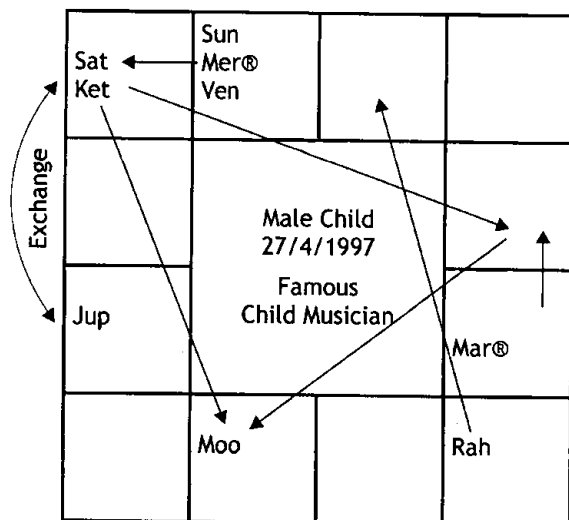 Sat
Ket
Sun
Mer®
Ven
Exchange
Male Child
27/4/1997
Famous
Child Musician
Jup
Mar®
Moo
Rah